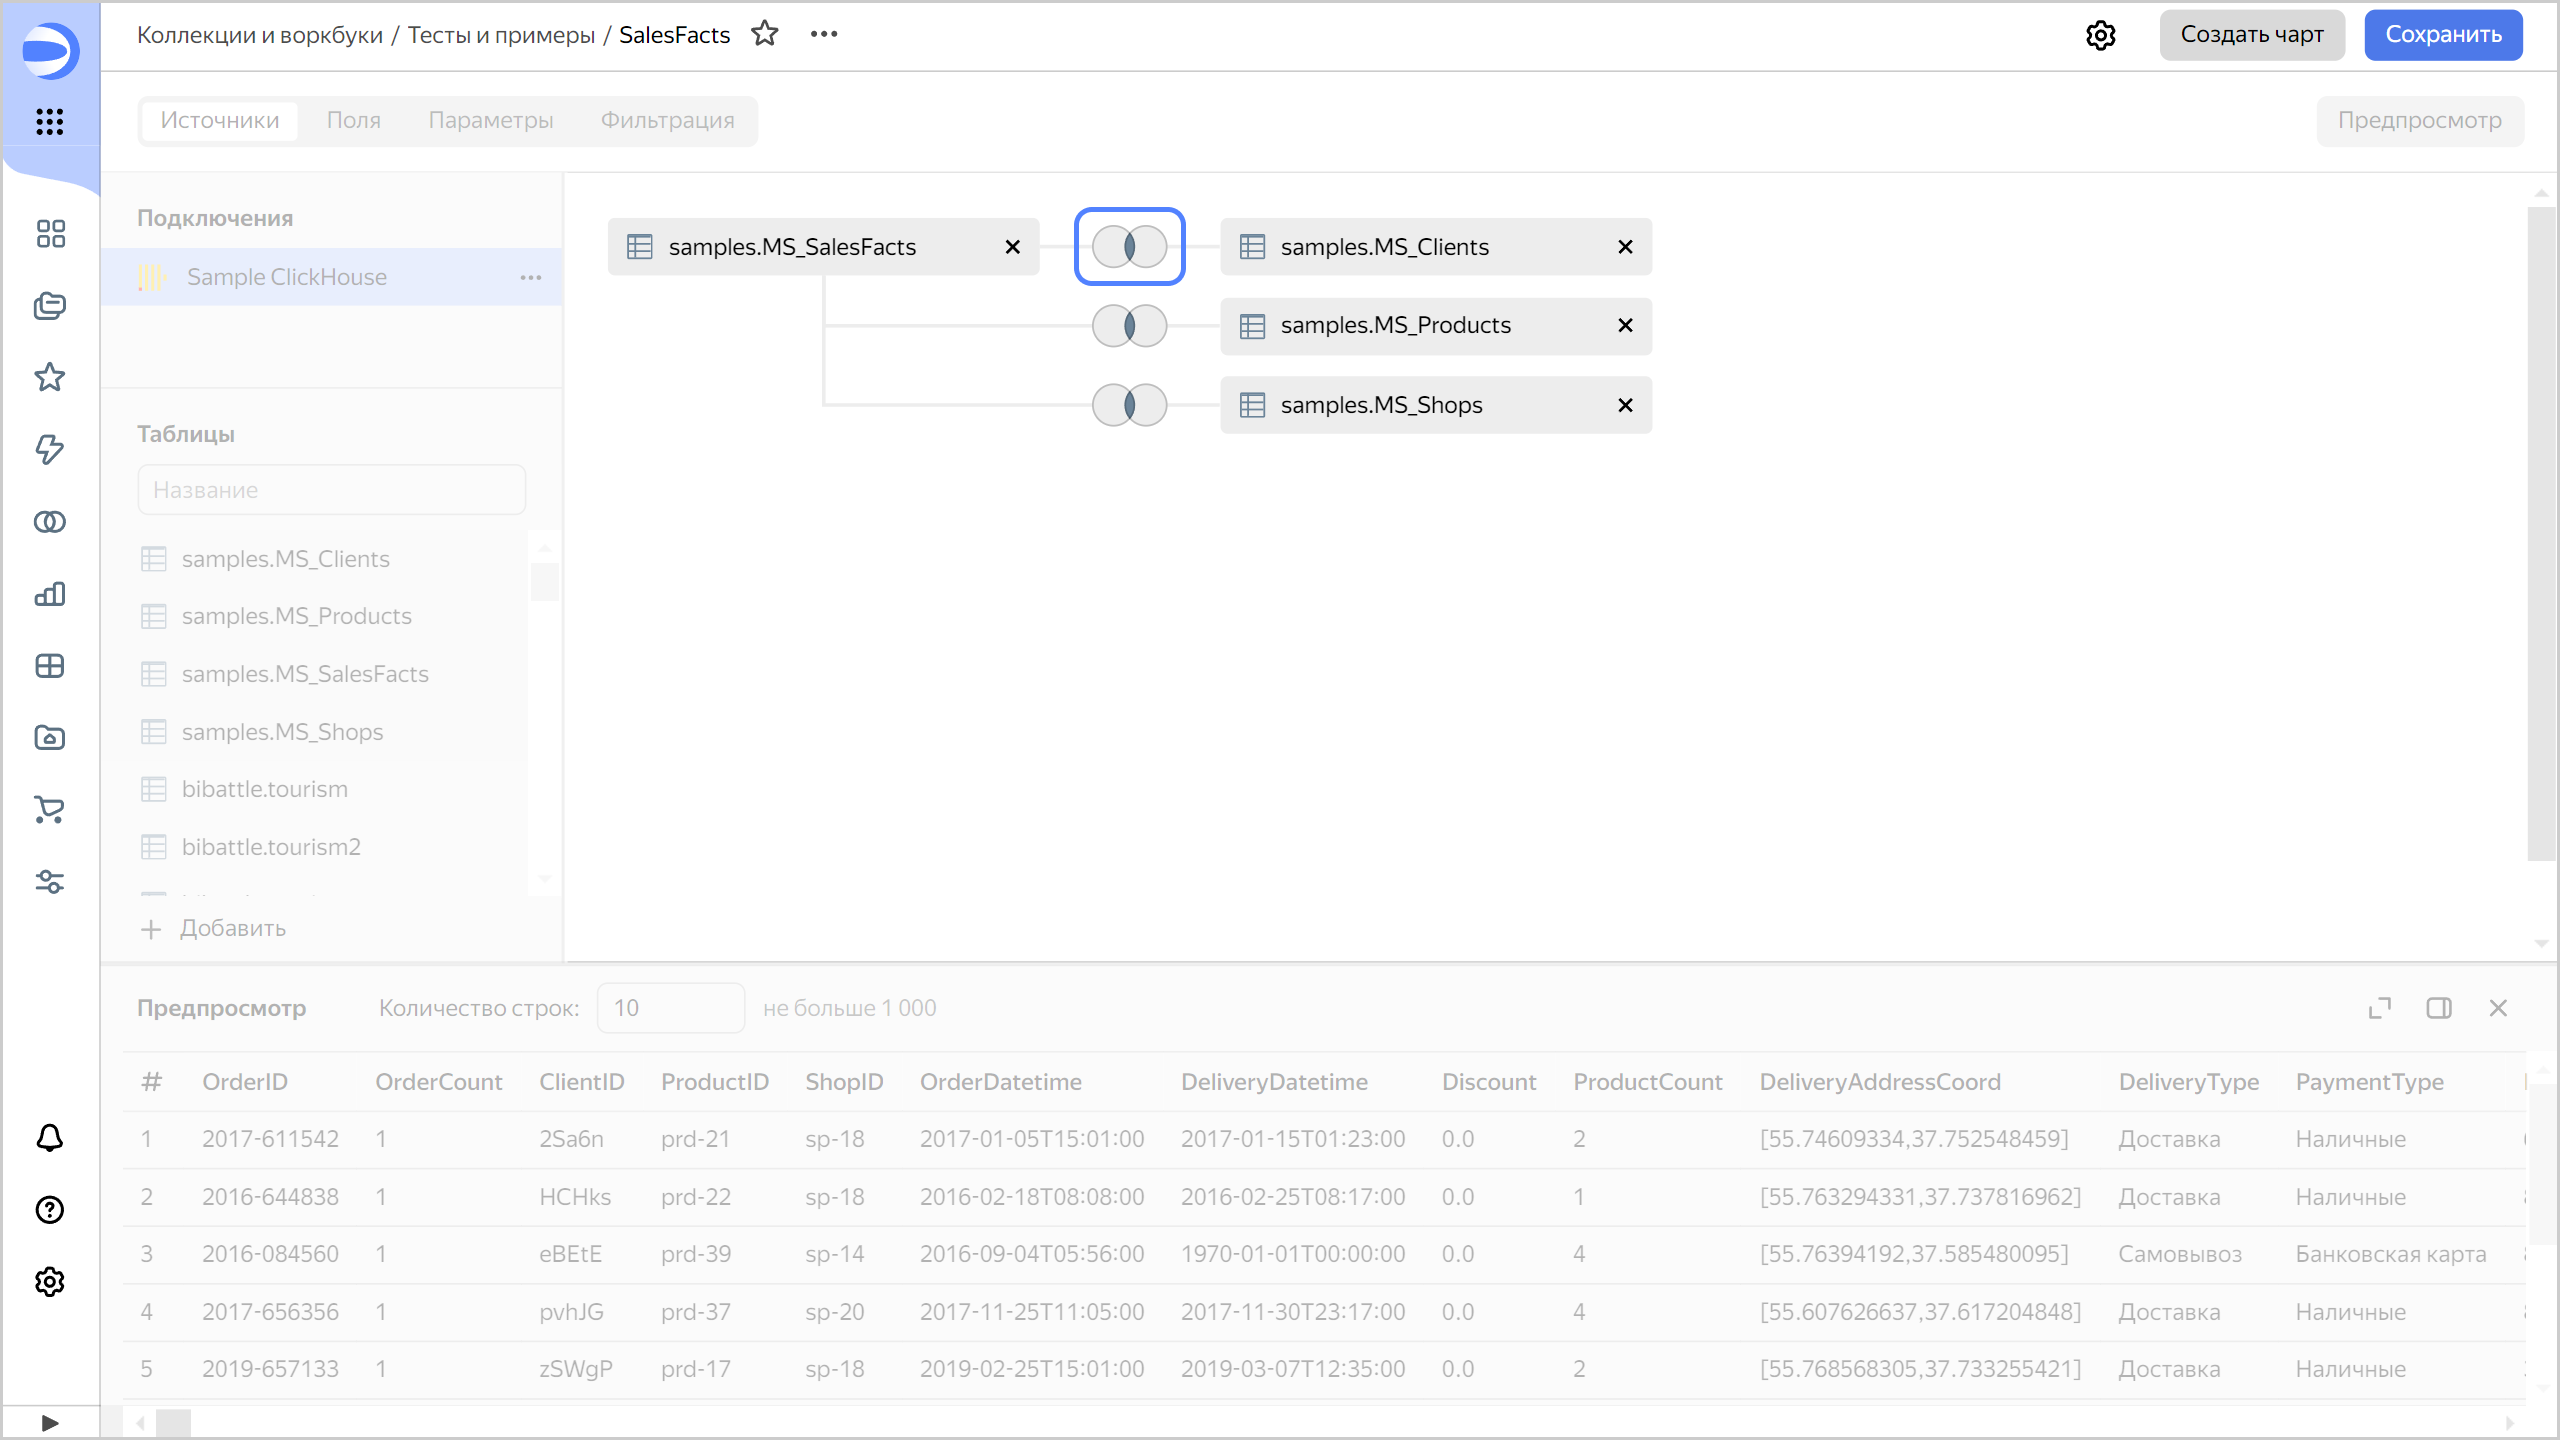 Коллекции и воркбуки / Тесты и примеры / SalesFacts
Создать чарт
Сохранить
Источники Поля Параметры Фильтрация
Предпросмотр
Подключения
Sample ClickHouse
Таблицы
Название
samples.MS_Clients
samples.MS_Products
samples.MS_SalesFacts
samples.MS_Shops
bibattle.tourism
bibattle.tourism2
+ Добавить
samples.MS_SalesFacts
samples.MS_Clients
samples.MS_Products
samples.MS_Shops
Предпросмотр Количество строк: 10 не больше 1 000
# OrderID OrderCount ClientID ProductID ShopID OrderDatetime DeliveryDatetime Discount ProductCount DeliveryAddressCoord DeliveryType PaymentType
1 2017-611542 1 2Sa6n prd-21 sp-18 2017-01-05T15:01:00 2017-01-15T01:23:00 0.0 2 [55.74609334,37.752548459] Доставка Наличные
2 2016-644838 1 HCHks prd-22 sp-18 2016-02-18T08:08:00 2016-02-25T08:17:00 0.0 1 [55.763294331,37.737816962] Доставка Наличные
3 2016-084560 1 eBEtE prd-39 sp-14 2016-09-04T05:56:00 1970-01-01T00:00:00 0.0 4 [55.76394192,37.585480095] Самовывоз Банковская карта
4 2017-656356 1 pvhJG prd-37 sp-20 2017-11-25T11:05:00 2017-11-30T23:17:00 0.0 4 [55.607626637,37.617204848] Доставка Наличные
5 2019-657133 1 zSWgP prd-17 sp-18 2019-02-25T15:01:00 2019-03-07T12:35:00 0.0 2 [55.768568305,37.733255421] Доставка Наличные